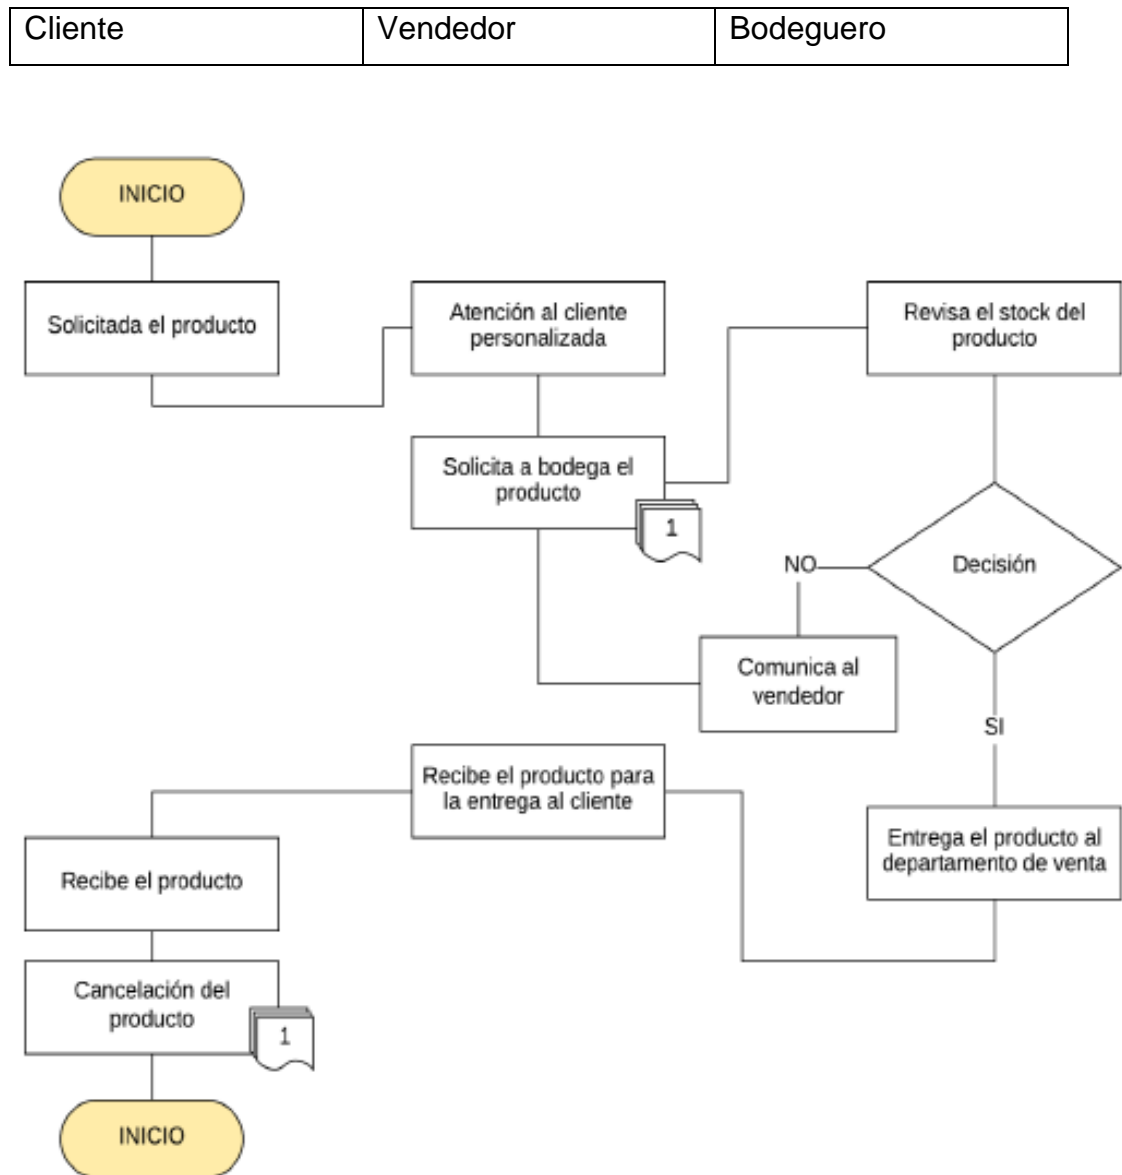 Cliente
Vendedor
Bodeguero
INICIO
Solicitada el producto
Atención al cliente
personalizada
Revisa el stock del
producto
Solicita a bodega el
producto
1
NO
Decisión
Comunica al
vendedor
SI
Recibe el producto para
la entrega al cliente
Entrega el producto al
departamento de venta
Recibe el producto
Cancelación del
producto
1
INICIO